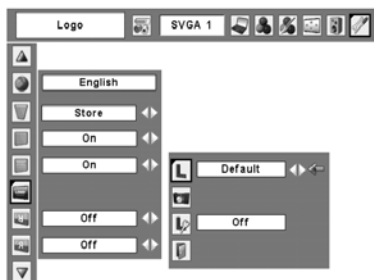 Logo SVGA 1
English
Store
On
On
Default
Off
Off
Off